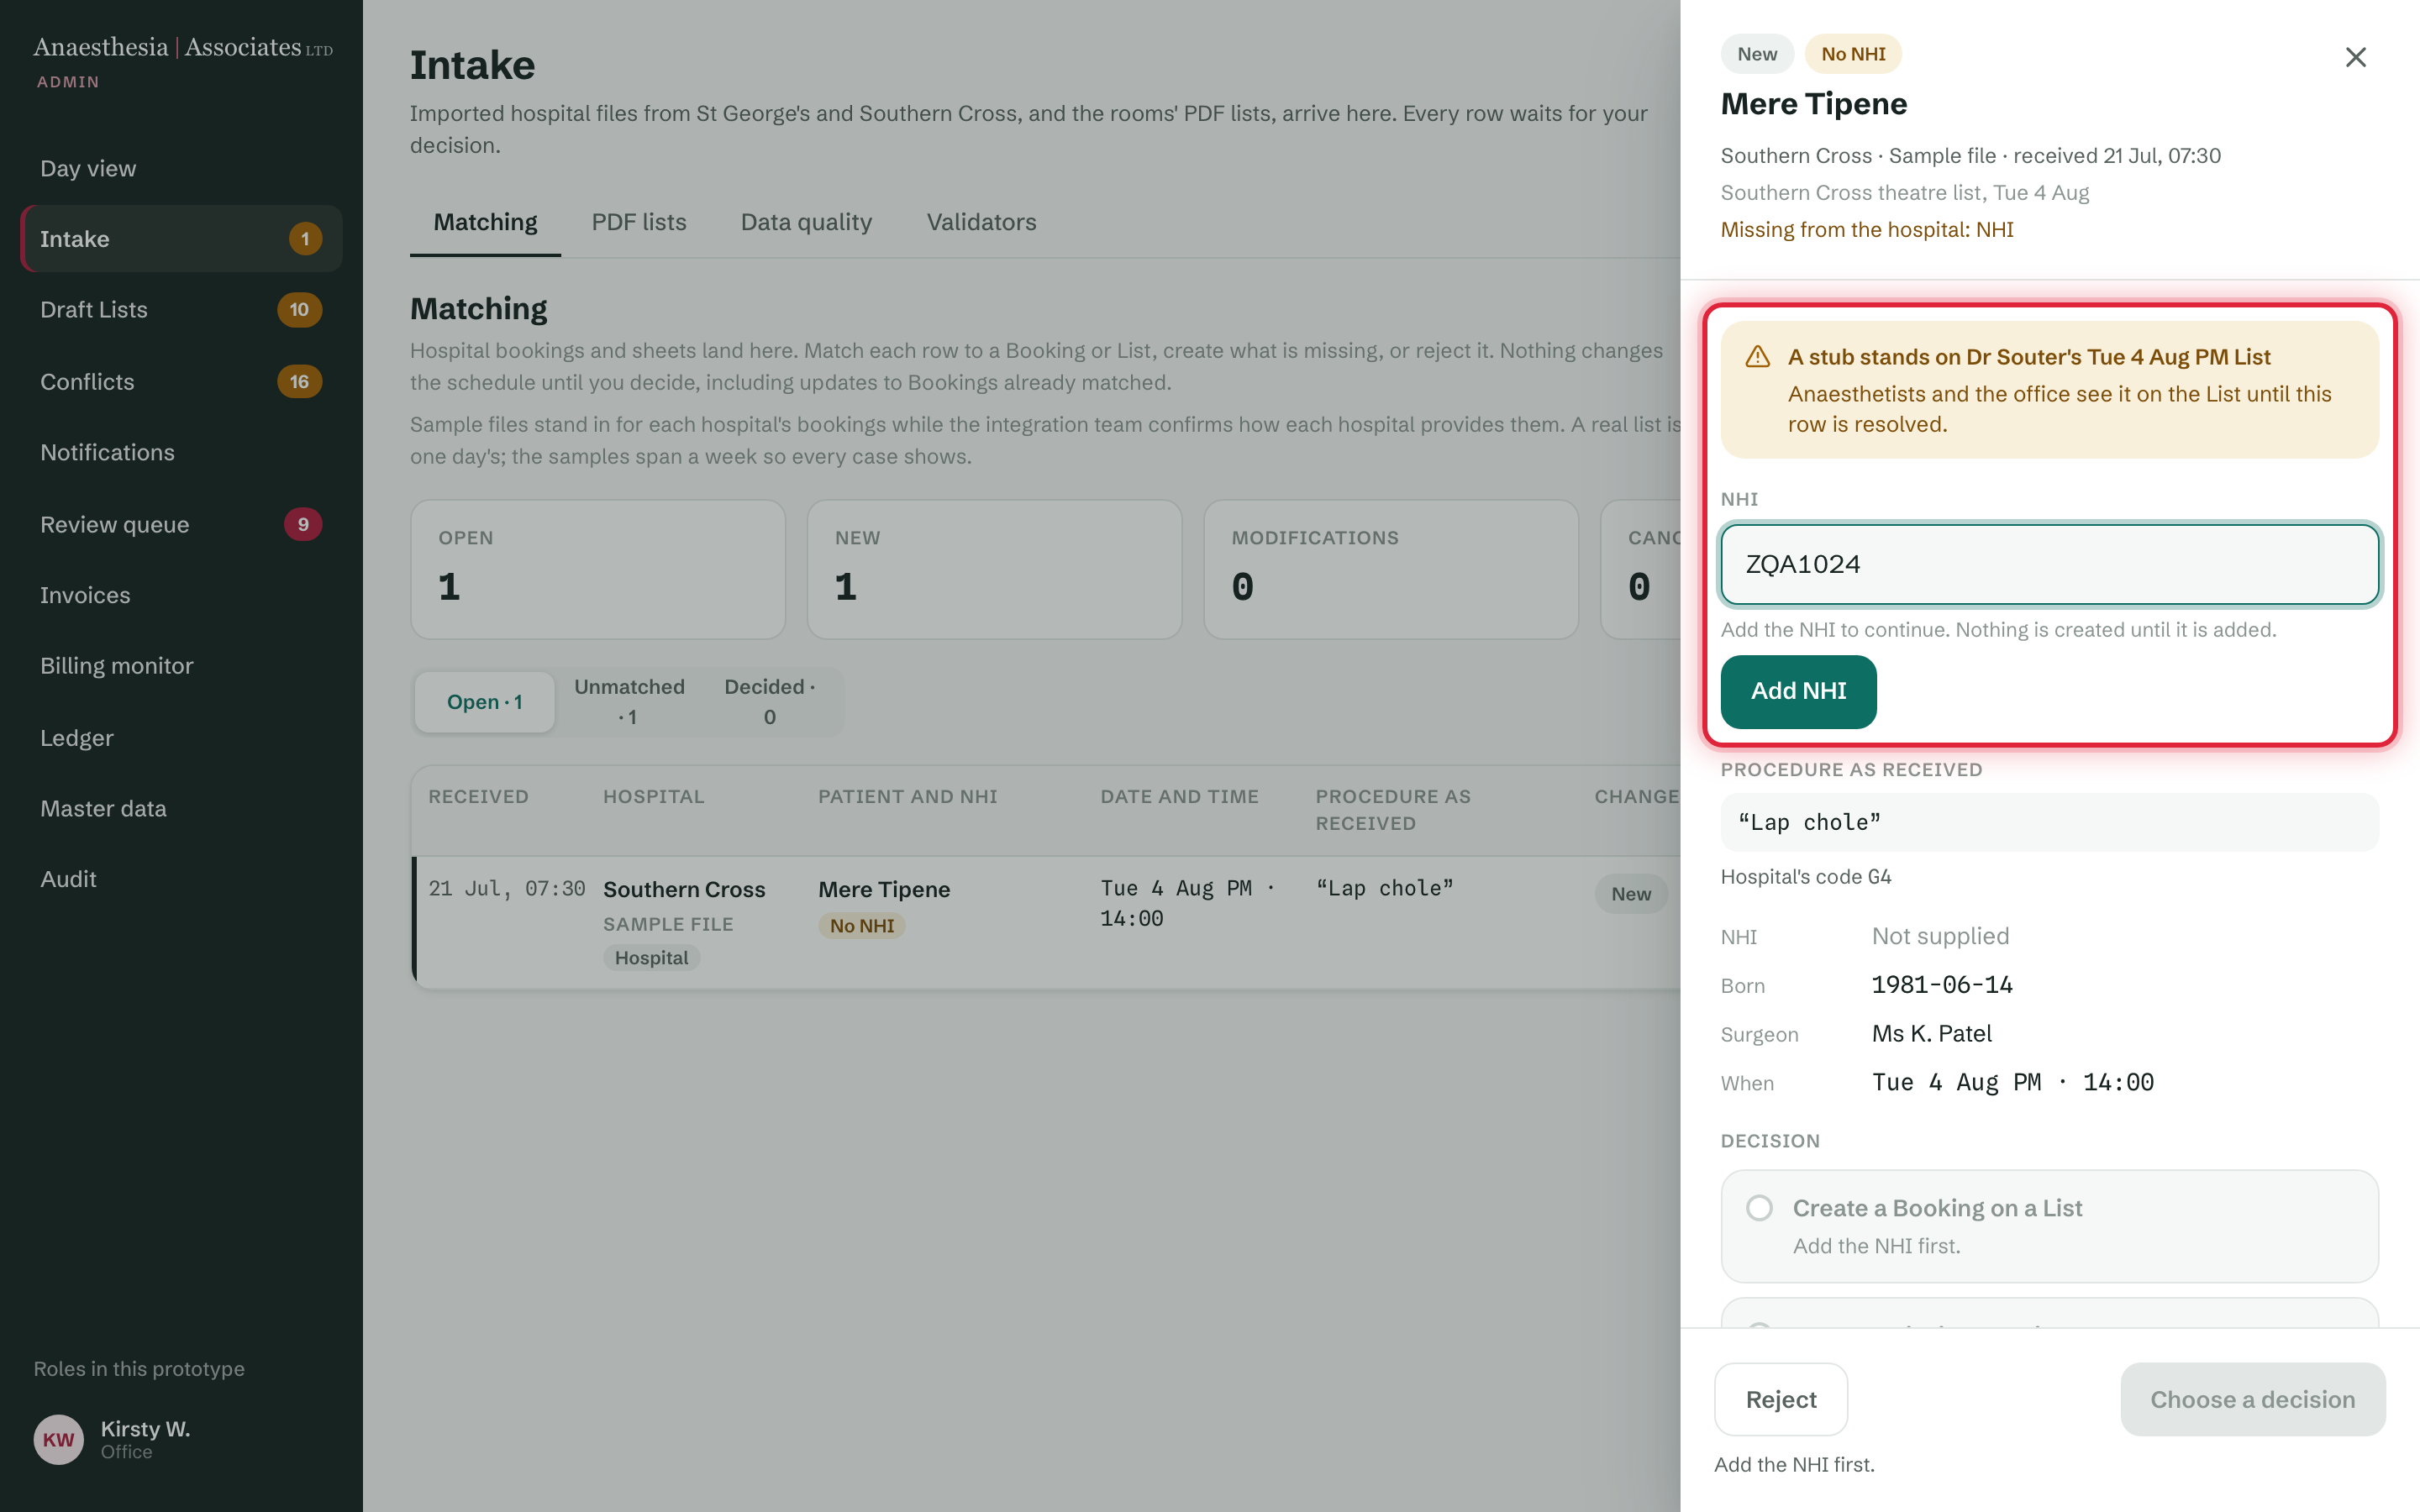 Anaesthesia | Associates LTD
ADMIN
Day view
Intake 1
Draft Lists 10
Conflicts 16
Notifications
Review queue 9
Invoices
Billing monitor
Ledger
Master data
Audit
Roles in this prototype
KW
Kirsty W.
Office
Intake
Imported hospital files from St George's and Southern Cross, and the rooms' PDF lists, arrive here. Every row waits for your
decision.
Matching PDF lists Data quality Validators
Matching
Hospital bookings and sheets land here. Match each row to a Booking or List, create what is missing, or reject it. Nothing changes
the schedule until you decide, including updates to Bookings already matched.
Sample files stand in for each hospital's bookings while the integration team confirms how each hospital provides them. A real list is
one day's; the samples span a week so every case shows.
OPEN NEW MODIFICATIONS CANC
1 1 0 0
Open · 1
Unmatched
· 1
Decided ·
0
RECEIVED HOSPITAL PATIENT AND NHI DATE AND TIME PROCEDURE AS CHANGE
RECEIVED
21 Jul, 07:30 Southern Cross Mere Tipene Tue 4 Aug PM · “Lap chole” New
SAMPLE FILE No NHI 14:00
Hospital
New No NHI
Mere Tipene
Southern Cross · Sample file · received 21 Jul, 07:30
Southern Cross theatre list, Tue 4 Aug
Missing from the hospital: NHI
A stub stands on Dr Souter's Tue 4 Aug PM List
Anaesthetists and the office see it on the List until this
row is resolved.
NHI
ZQA1024
Add the NHI to continue. Nothing is created until it is added.
Add NHI
PROCEDURE AS RECEIVED
“Lap chole”
Hospital's code G4
NHI Not supplied
Born 1981-06-14
Surgeon Ms K. Patel
When Tue 4 Aug PM · 14:00
DECISION
Create a Booking on a List
Add the NHI first.
Reject
Choose a decision
Add the NHI first.